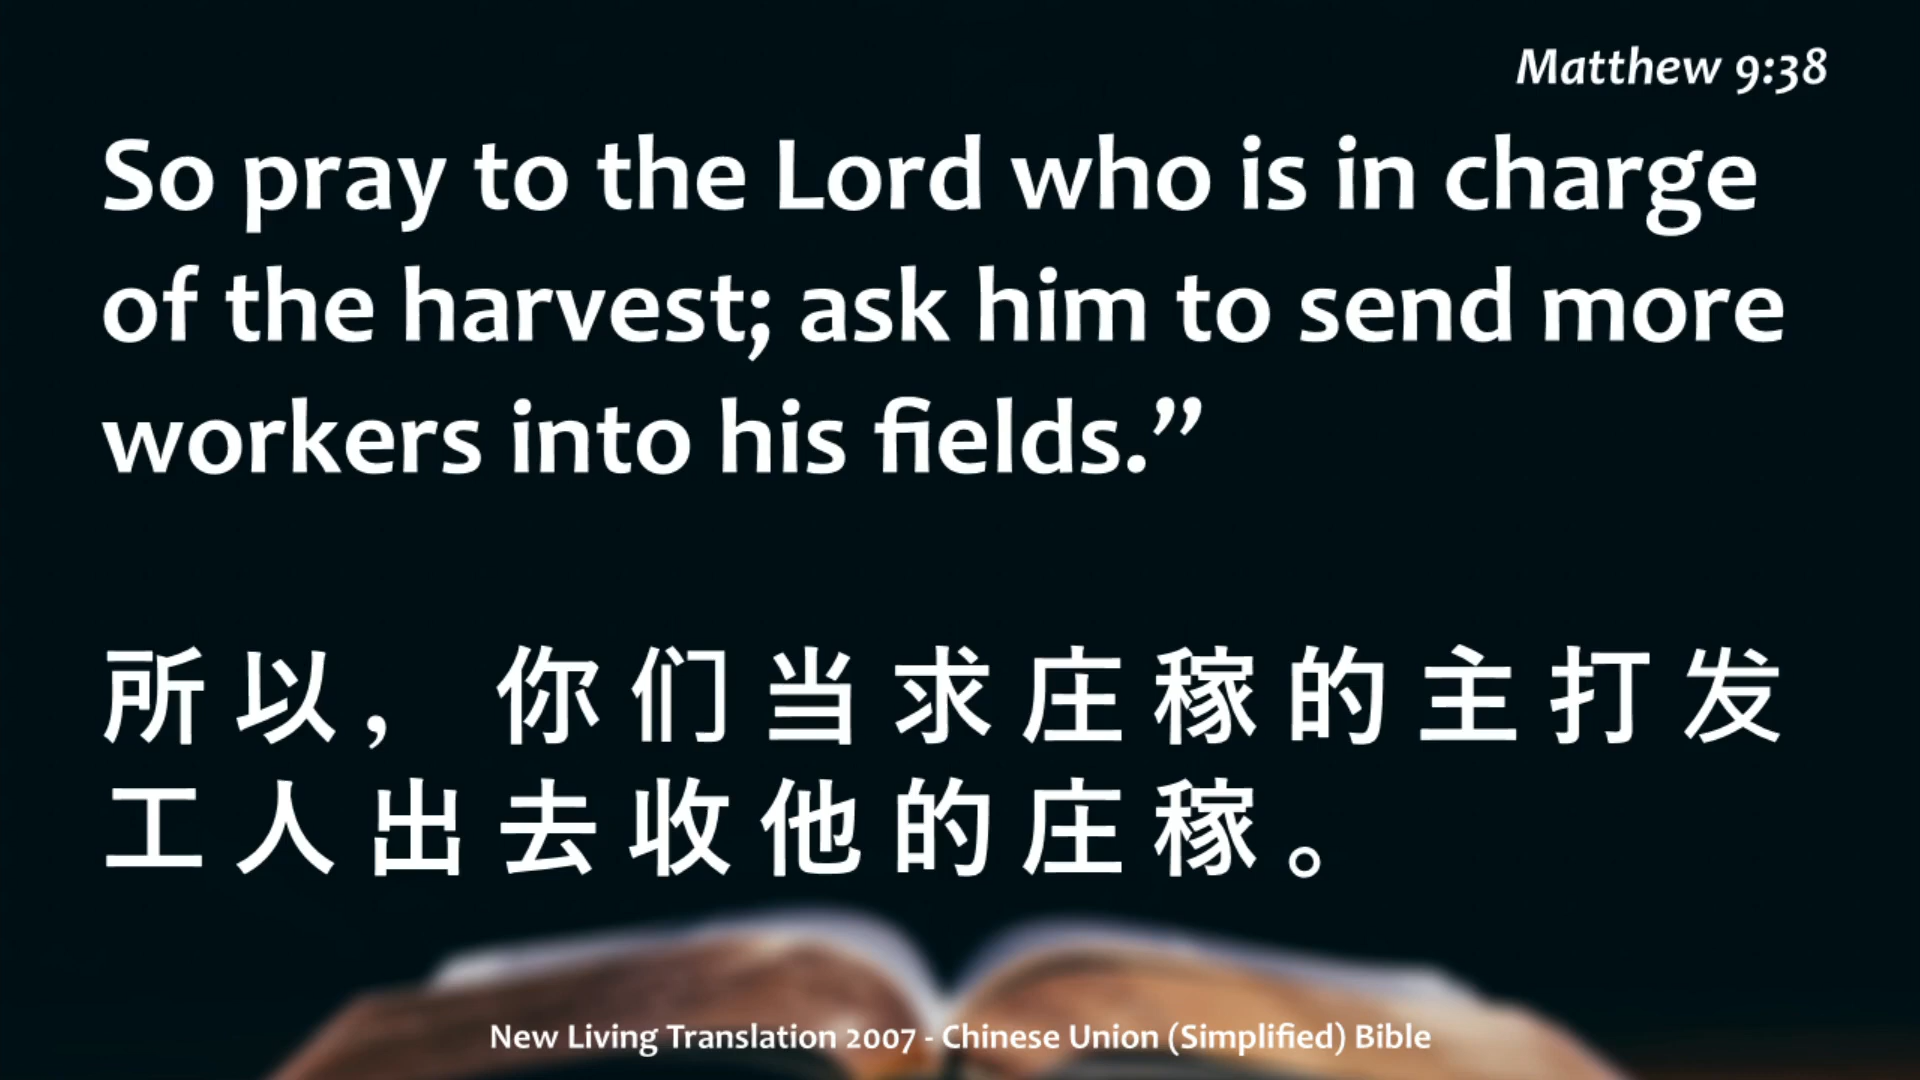 Matthew 9:38
So pray to the Lord who is in charge
of the harvest; ask him to send more
workers into his fields.”
所以， 你们当求庄稼的主打发
工人出去收他的庄稼。
New Living Translation 2007 - Chinese Union (Simplified) Bible